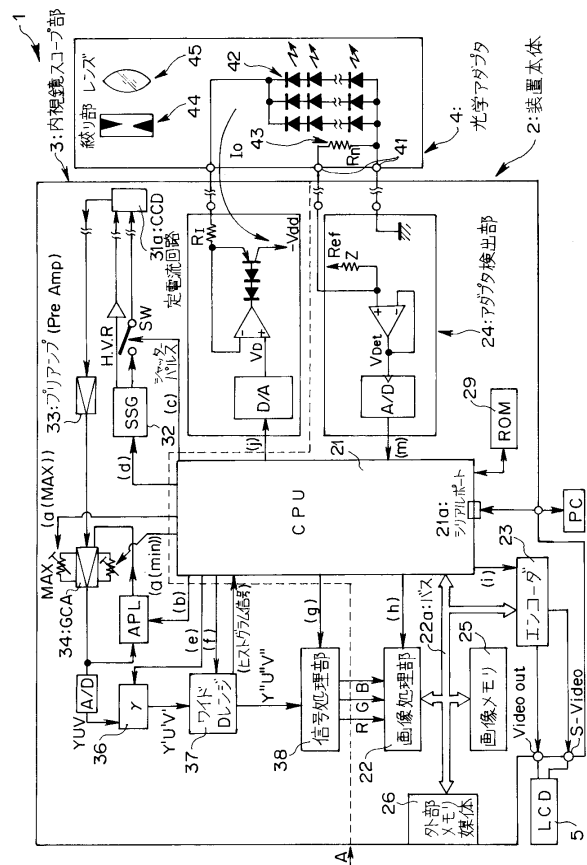 1
3:内視鏡スコープ部
絞り部
レンズ
44
45
42
43
Rn
41
4:
光学アダプタ
2:装置本体
Io
31a:CCD
定電流回路
RI
-Vdd
VD
D/A
(j)
Ref
Z
VDet
A/D
(m)
24:アダプタ検出部
33:プリアンプ(Pre Amp)
H.V.R
SW
シャッタ
パルス
(c)
SSG
32
(d)
(a(MAX))
MAX
34:GCA
(a(min))
APL
(b)
A/D
YUV
γ
36
(e)
(f)
Y'U'V'
ワイド
Dレンジ
37
(ヒストグラム信号)
Y"U"V"
CPU
21
21a:
シリアルポート
29
ROM
PC
(g)
信号処理部
38
R G B
(h)
画像処理部
22
22a:バス
(i)
23
エンコーダ
25
画像メモリ
26
外部
メモリ
媒体
Video out
S-Video
LCD
5
A